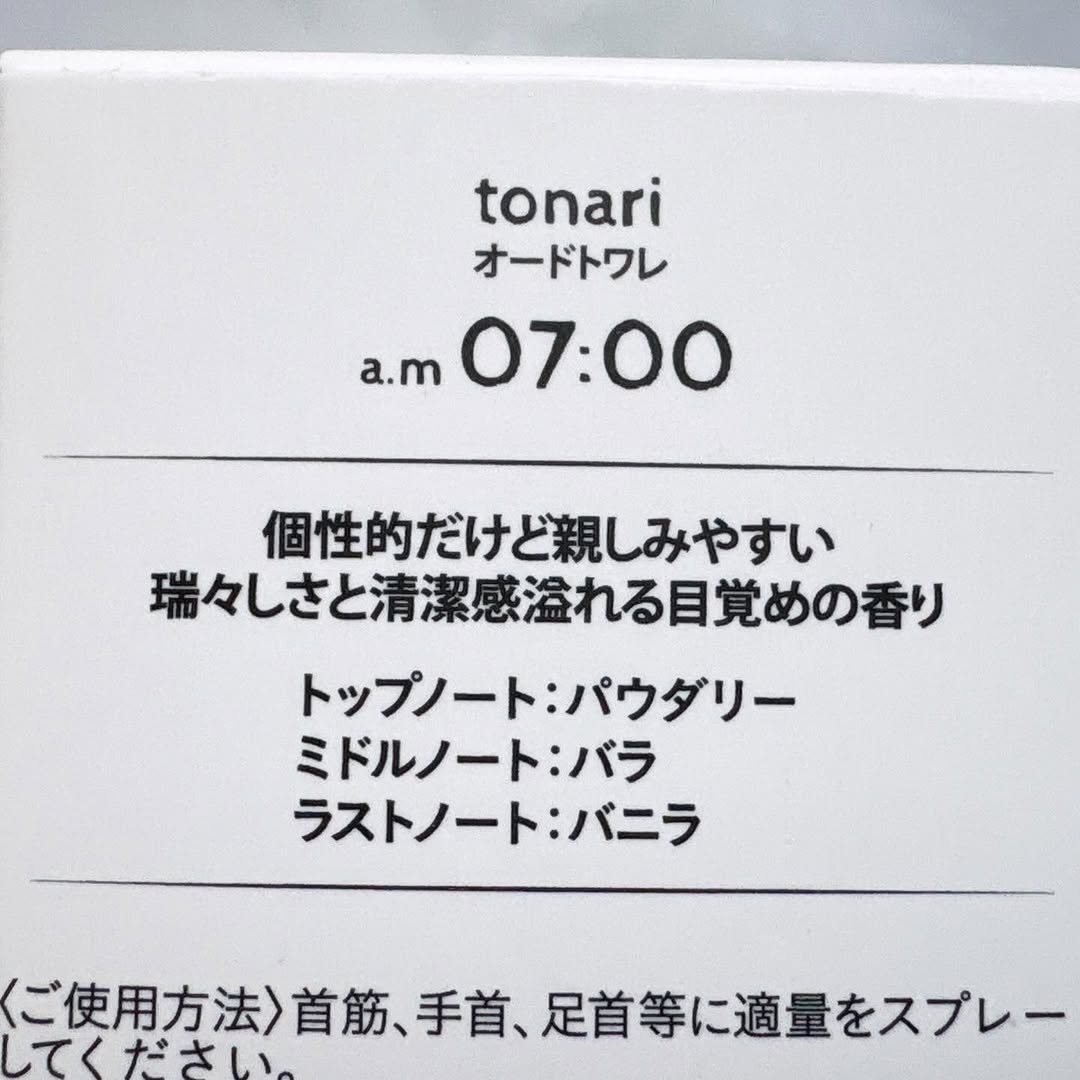 tonari
オードトワレ
a.m 07:00
個性的だけど親しみやすい
瑞々しさと清潔感溢れる目覚めの香り
トップノート：パウダリー
ミドルノート：バラ
ラストノート：バニラ
〈ご使用方法〉首筋、手首、足首等に適量をスプレー
してください。